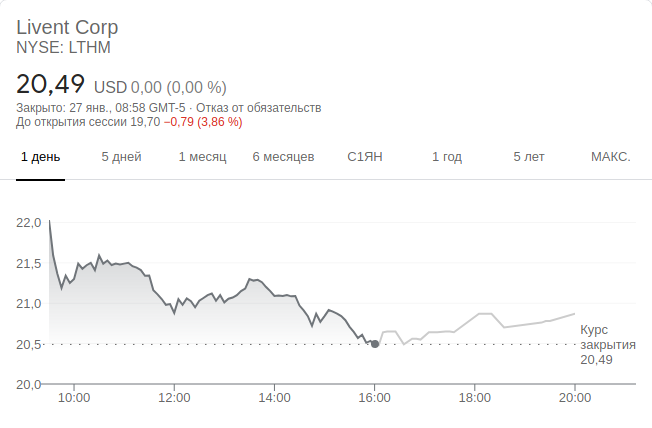 Livent Corp
NYSE: LTHM
20,49 USD 0,00 (0,00 %)
Закрыто: 27 янв., 08:58 GMT-5 · Отказ от обязательств
До открытия сессии 19,70 −0,79 (3,86 %)
1 день 5 дней 1 месяц 6 месяцев С1ЯН 1 год 5 лет МАКС.
22,0
21,5
21,0
20,5
20,0
Курс
закрытия
20,49
10:00 12:00 14:00 16:00 18:00 20:00